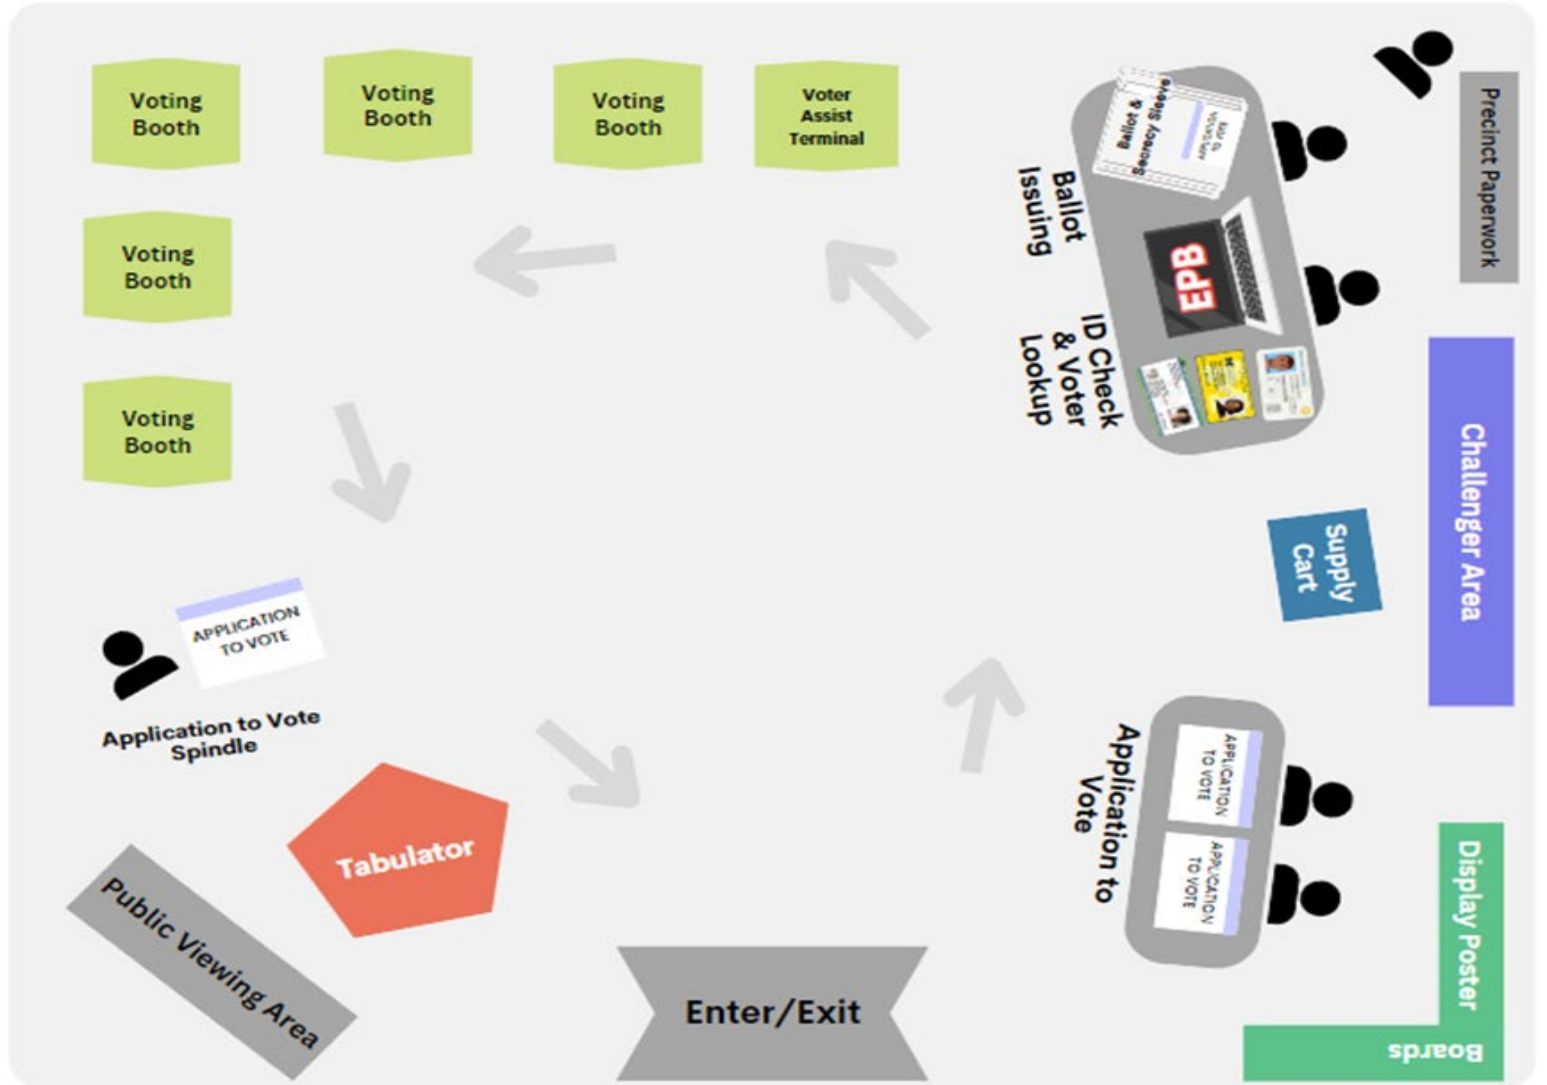 Voting
Booth
Voting
Booth
Voting
Booth
Voter
Assist
Terminal
Voting
Booth
Voting
Booth
Ballot &
Secrecy Sleeve
Ballot
Issuing
EPB
ID Check
& Voter
Lookup
Precinct Paperwork
Challenger Area
Supply
Cart
APPLICATION
TO VOTE
Application to Vote
Spindle
Tabulator
Public Viewing Area
Enter/Exit
Application to
Vote
APPLICATION
TO VOTE
APPLICATION
TO VOTE
Display Poster
Boards